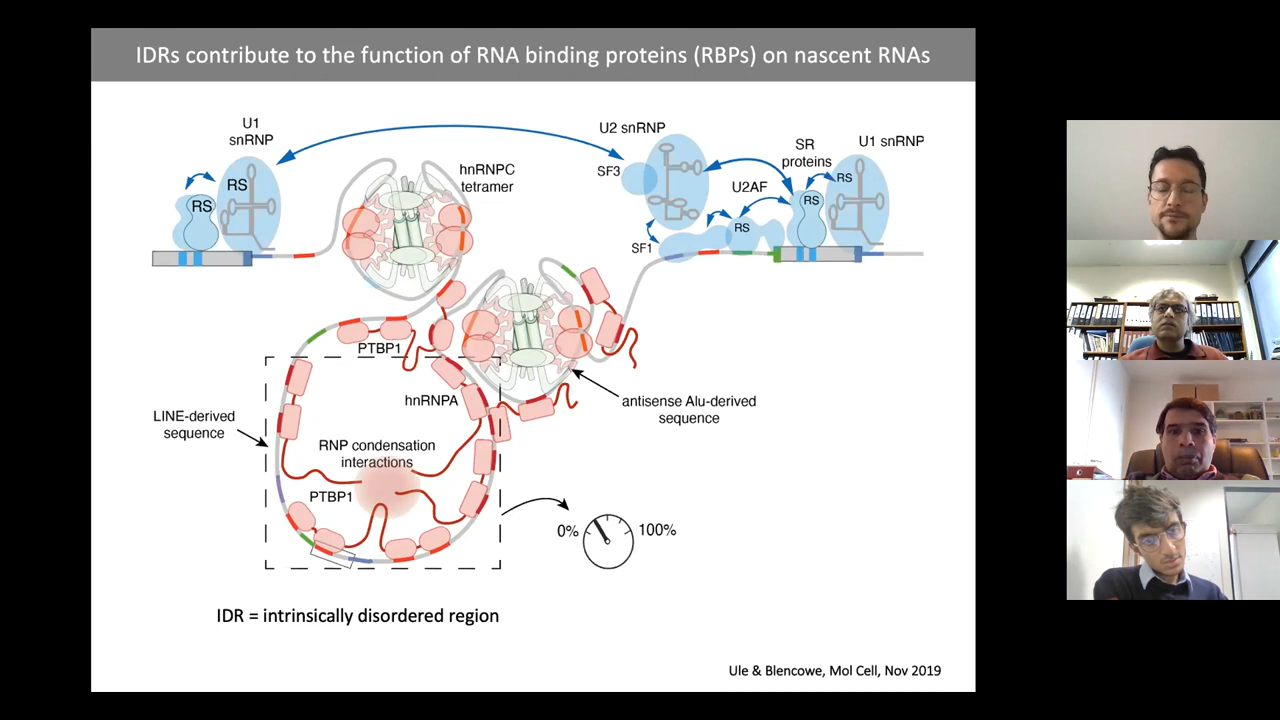 IDRs contribute to the function of RNA binding proteins (RBPs) on nascent RNAs
U1
snRNP
RS
RS
hnRNPC
tetramer
U2 snRNP
SF3
SF1
U2AF
RS
SR
proteins
RS
RS
U1 snRNP
PTBP1
hnRNPA
LINE-derived
sequence
RNP condensation
interactions
PTBP1
antisense Alu-derived
sequence
0%
100%
IDR = intrinsically disordered region
Ule & Blencowe, Mol Cell, Nov 2019